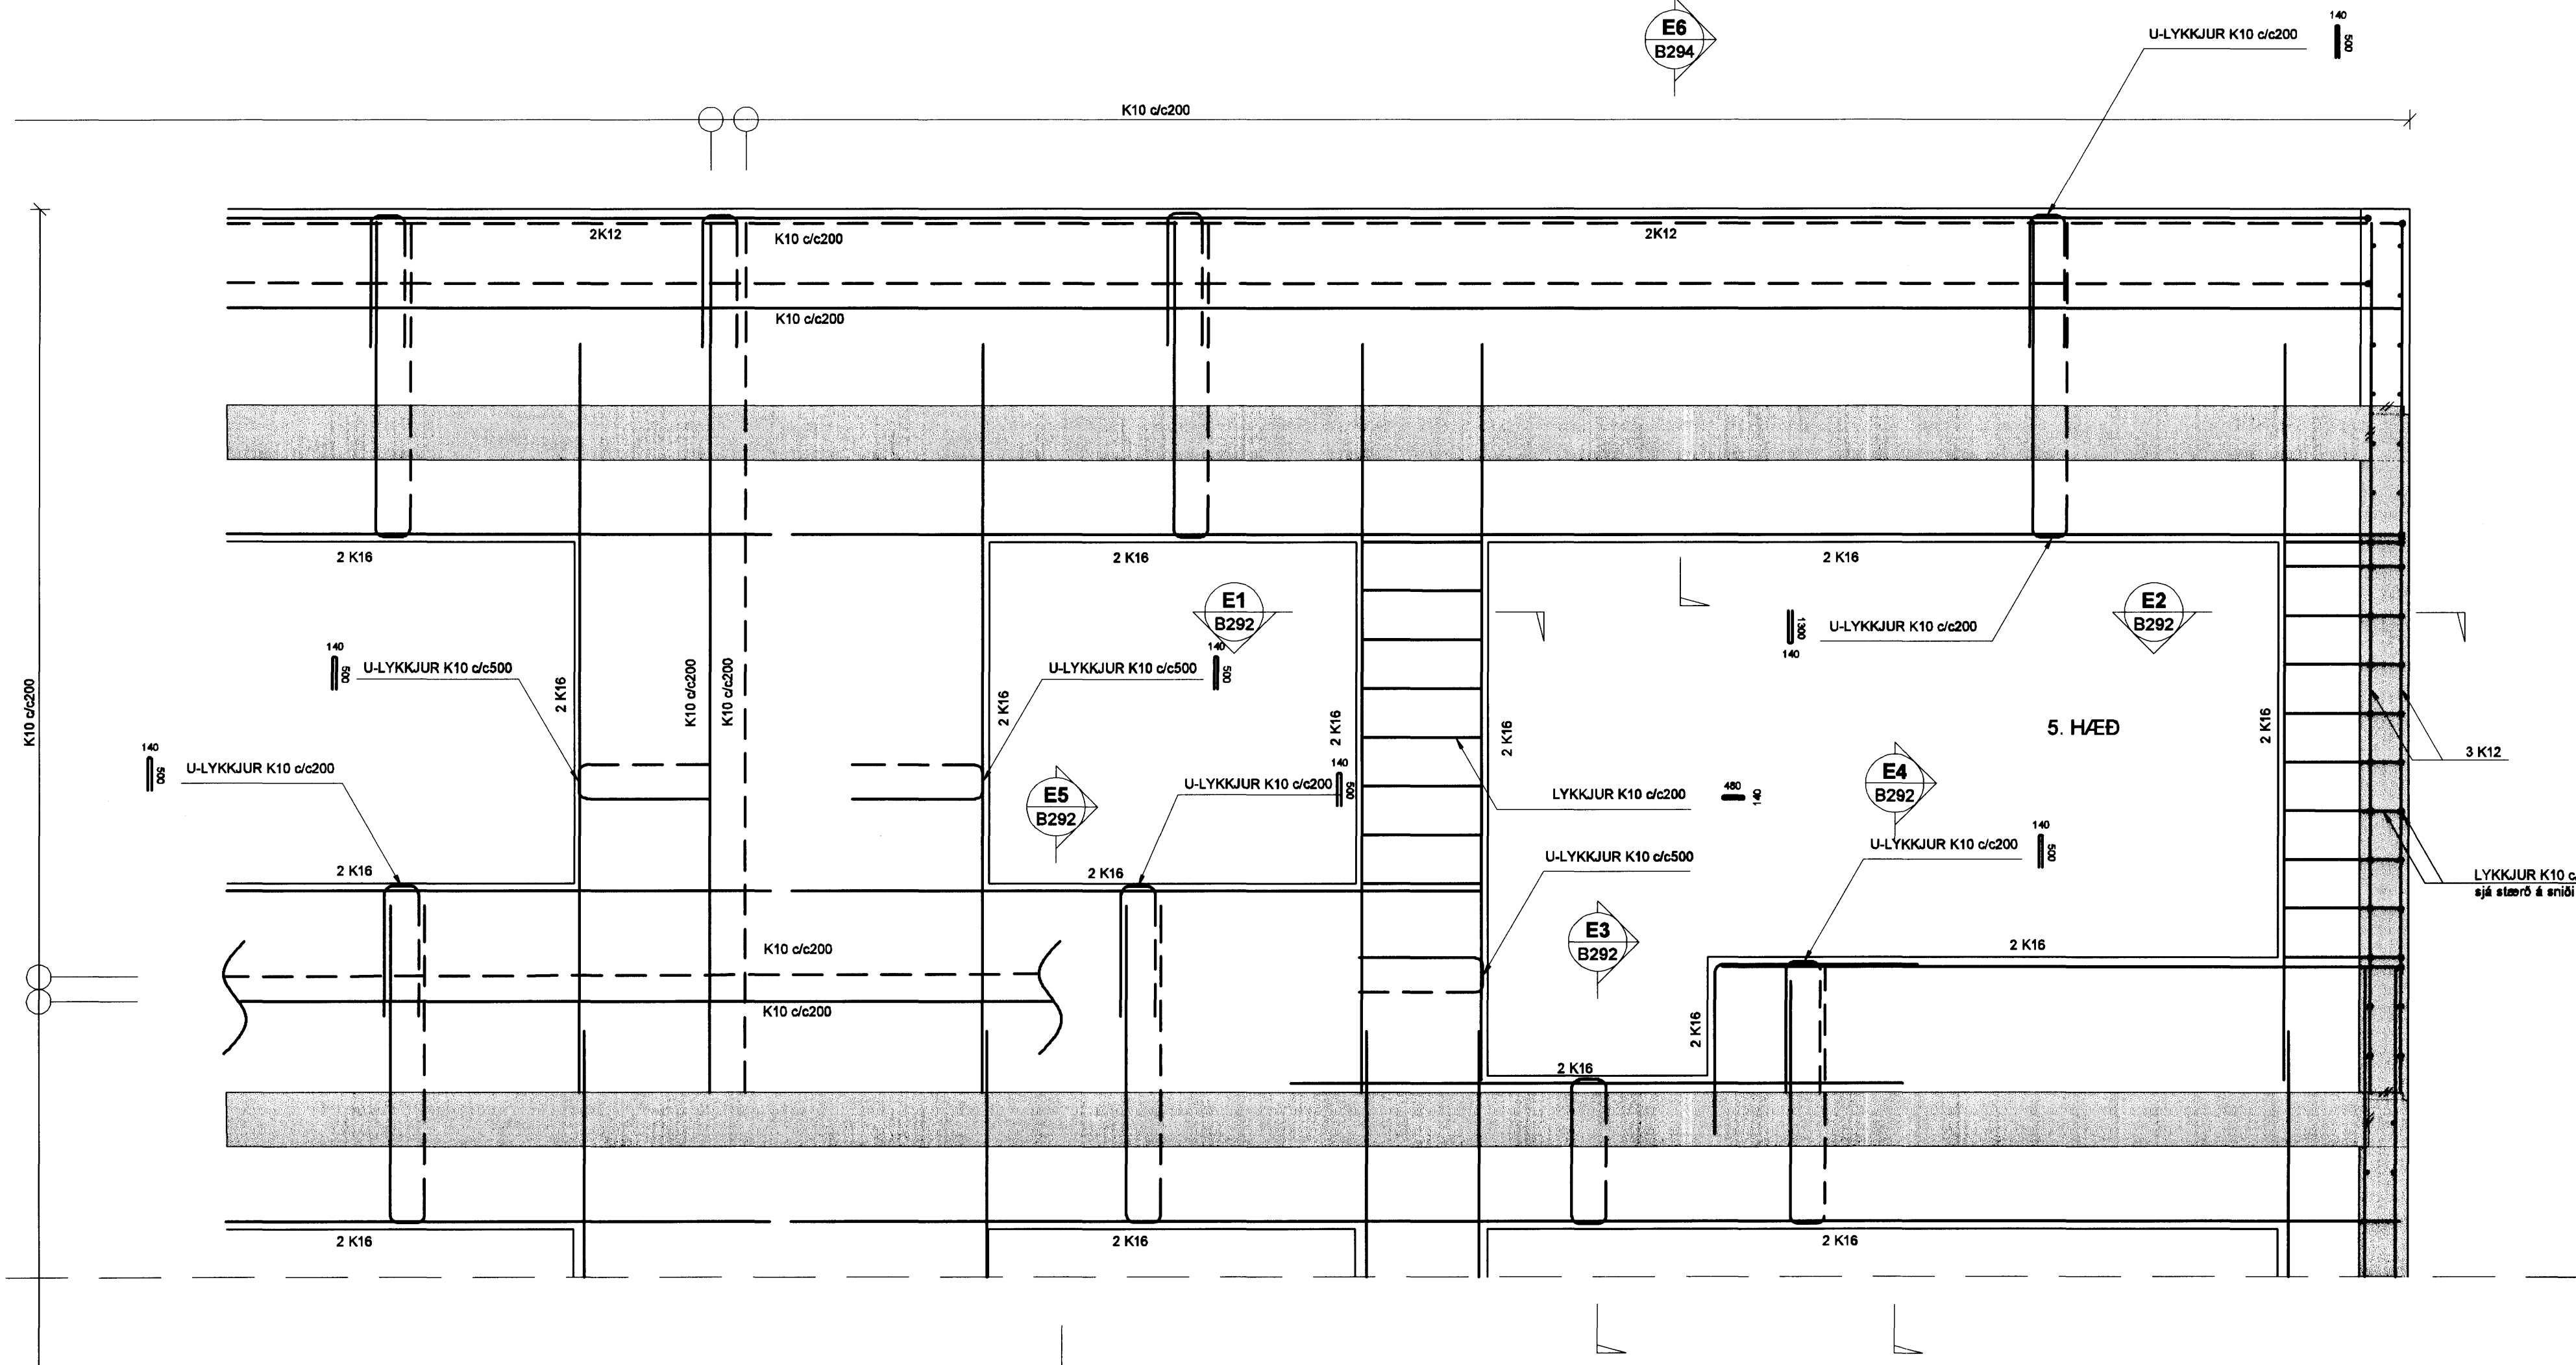 E6
B294
U-LYKKJUR K10 c/c200
140
500
K10 c/c200
2K12
K10 c/c200
2K12
K10 c/c200
2 K16
2 K16
2 K16
E1
B292
E2
B292
1300
140
U-LYKKJUR K10 c/c200
140
500
U-LYKKJUR K10 c/c500
U-LYKKJUR K10 c/c500
140
500
2 K16
K10 c/c200
K10 c/c200
2 K16
2 K16
2 K16
2 K16
5. HÆÐ
K10 c/c200
140
500
U-LYKKJUR K10 c/c200
3 K12
E5
B292
U-LYKKJUR K10 c/c200
140
500
LYKKJUR K10 c/c200
480
140
E4
B292
2 K16
2 K16
U-LYKKJUR K10 c/c500
U-LYKKJUR K10 c/c200
140
500
LYKKJUR K10 c/
sjá stærð á sniði
E3
B292
2 K16
K10 c/c200
K10 c/c200
2 K16
2 K16
2 K16
2 K16
2 K16